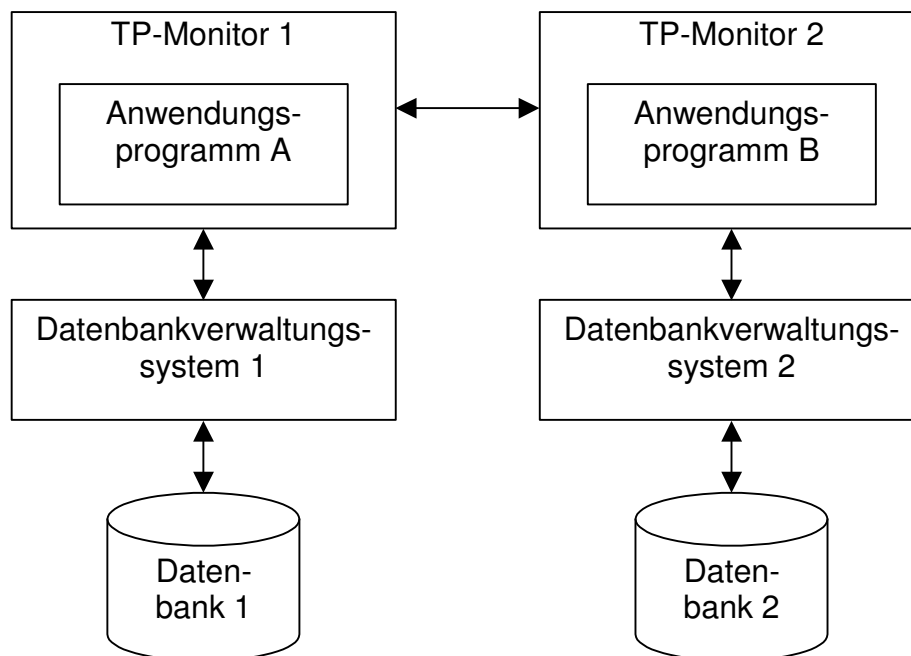 TP-Monitor 1
Anwendungs-
programm A
TP-Monitor 2
Anwendungs-
programm B
Datenbankverwaltungs-
system 1
Datenbankverwaltungs-
system 2
Daten-
bank 1
Daten-
bank 2